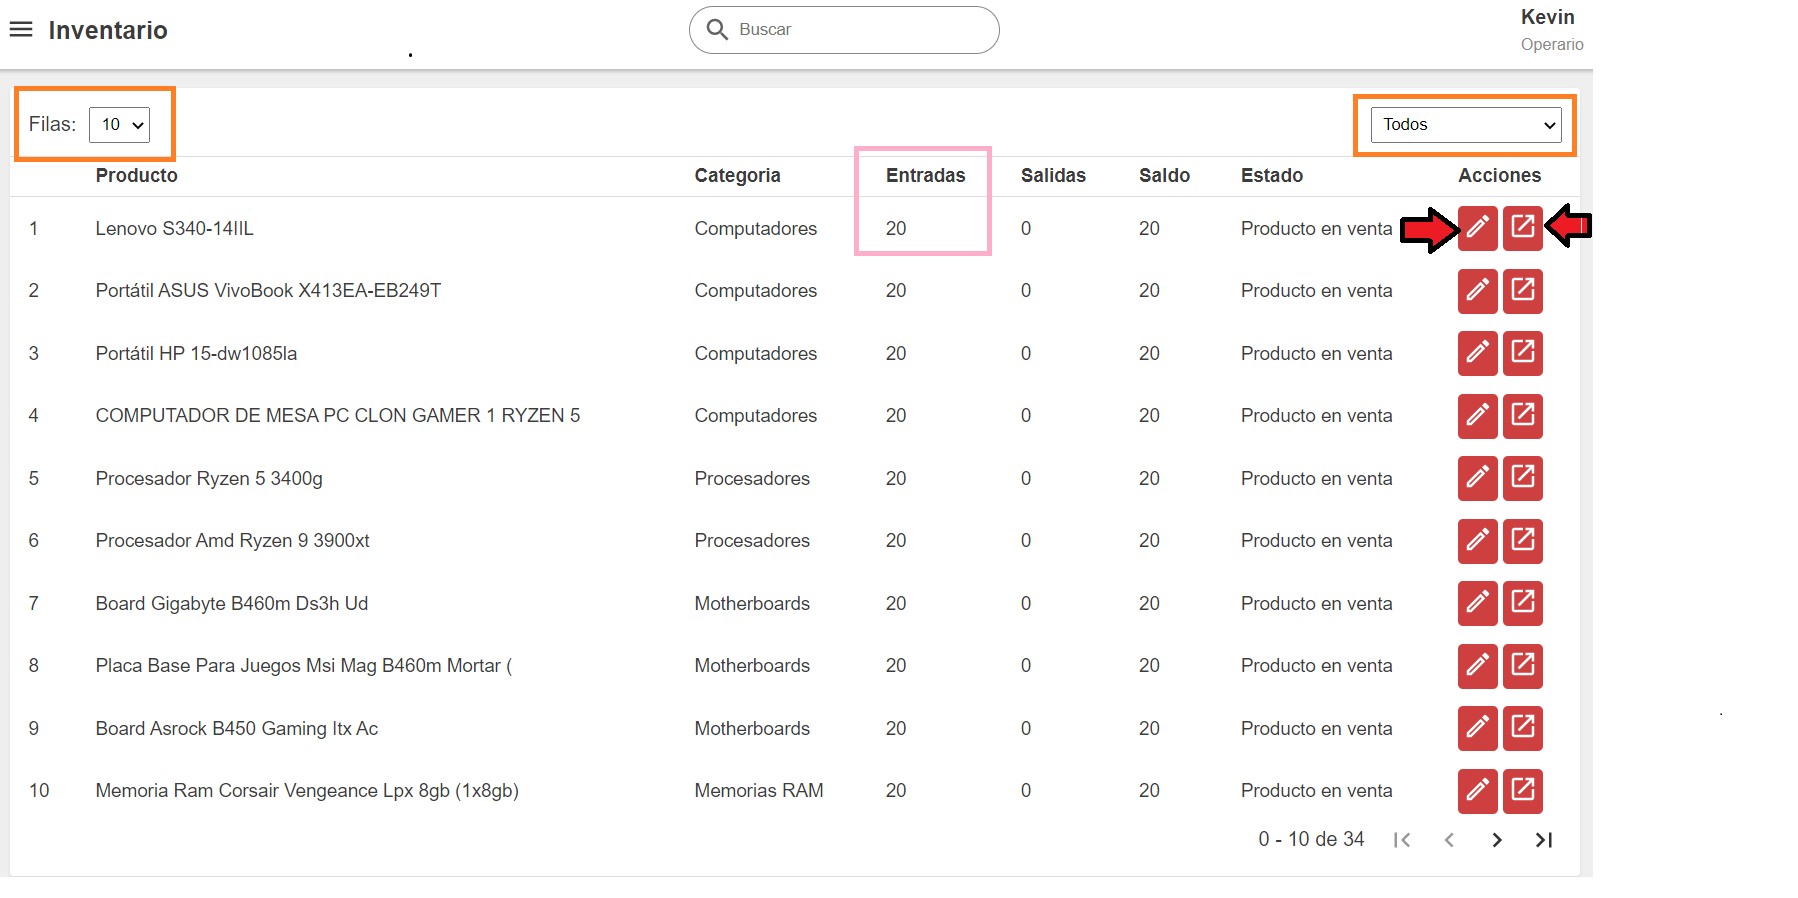 Inventario
Buscar
Kevin
Operario
Filas: 10
Todos
Producto Categoria Entradas Salidas Saldo Estado Acciones
1 Lenovo S340-14IIL Computadores 20 0 20 Producto en venta
2 Portátil ASUS VivoBook X413EA-EB249T Computadores 20 0 20 Producto en venta
3 Portátil HP 15-dw1085la Computadores 20 0 20 Producto en venta
4 COMPUTADOR DE MESA PC CLON GAMER 1 RYZEN 5 Computadores 20 0 20 Producto en venta
5 Procesador Ryzen 5 3400g Procesadores 20 0 20 Producto en venta
6 Procesador Amd Ryzen 9 3900xt Procesadores 20 0 20 Producto en venta
7 Board Gigabyte B460m Ds3h Ud Motherboards 20 0 20 Producto en venta
8 Placa Base Para Juegos Msi Mag B460m Mortar ( Motherboards 20 0 20 Producto en venta
9 Board Asrock B450 Gaming Itx Ac Motherboards 20 0 20 Producto en venta
10 Memoria Ram Corsair Vengeance Lpx 8gb (1x8gb) Memorias RAM 20 0 20 Producto en venta
0 - 10 de 34